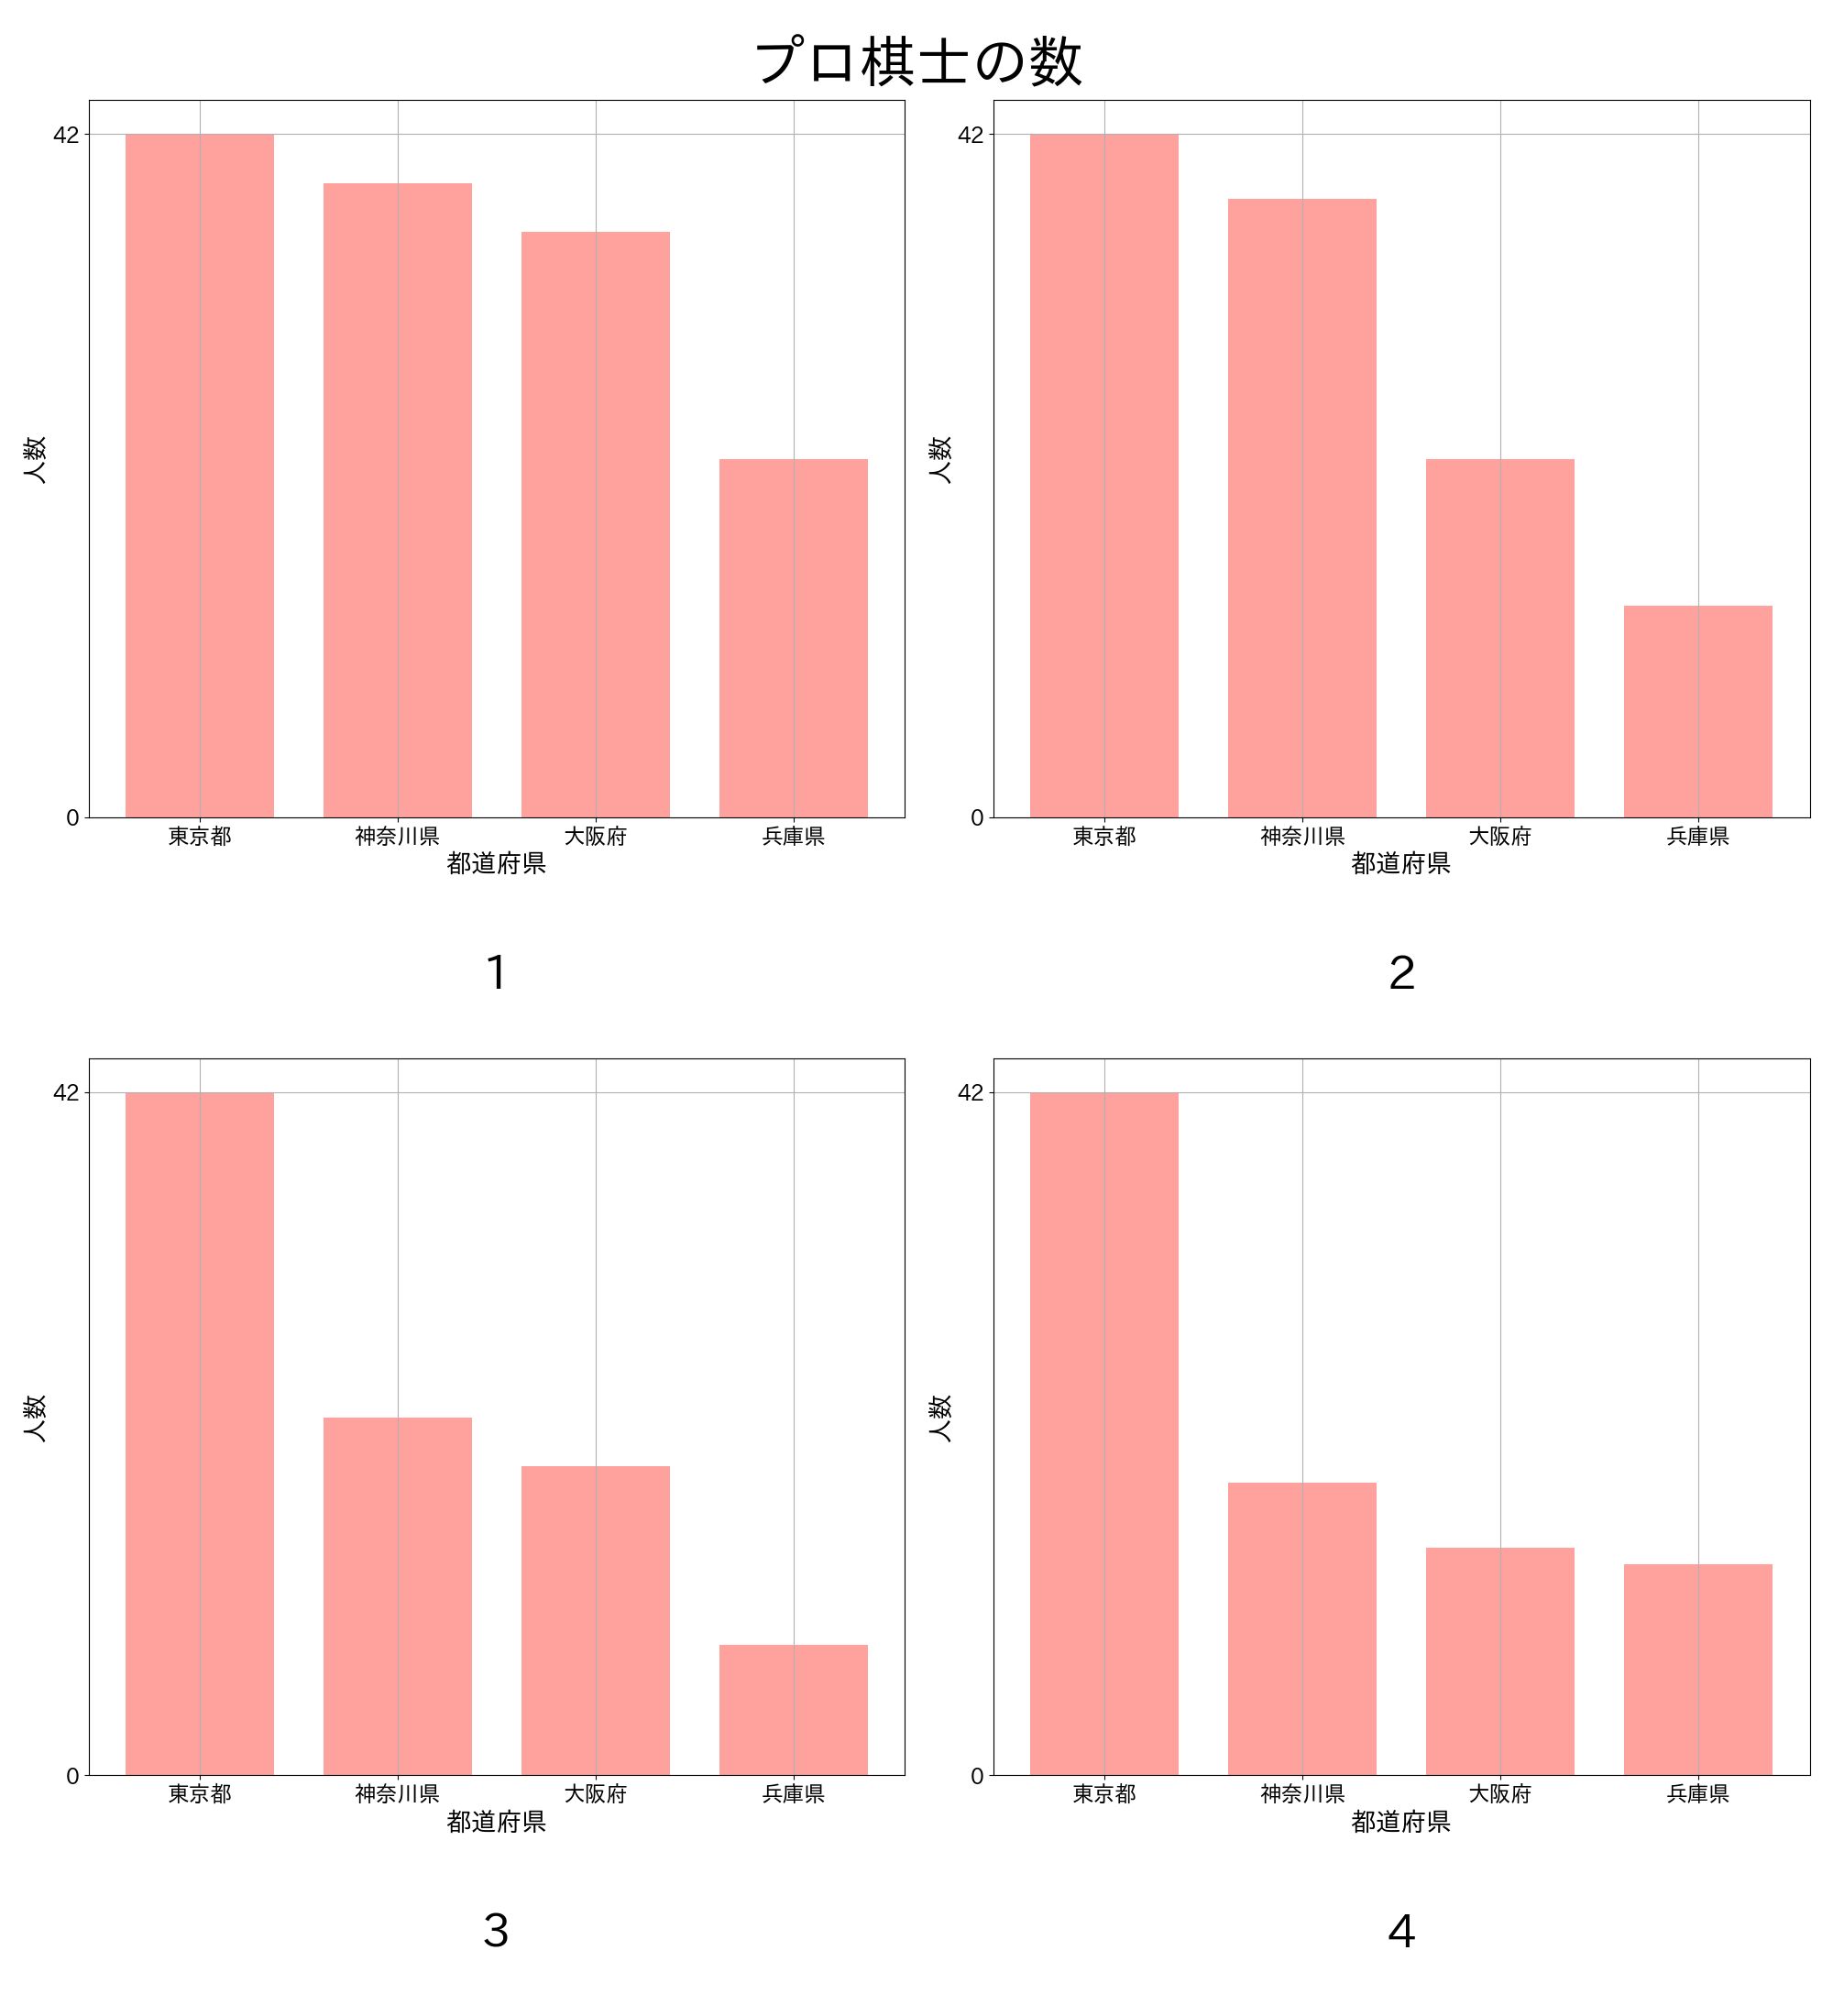 プロ棋士の数
42
0
人数
東京都 神奈川県 大阪府 兵庫県
都道府県
1
42
0
人数
東京都 神奈川県 大阪府 兵庫県
都道府県
2
42
0
人数
東京都 神奈川県 大阪府 兵庫県
都道府県
3
42
0
人数
東京都 神奈川県 大阪府 兵庫県
都道府県
4